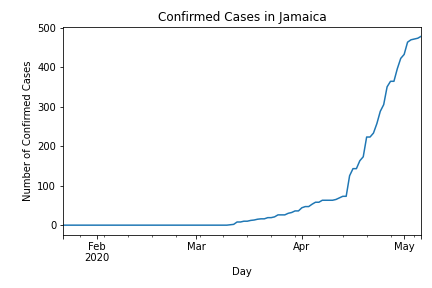 Confirmed Cases in Jamaica
500
400
300
200
100
0
Number of Confirmed Cases
Feb
2020
Mar
Apr
May
Day